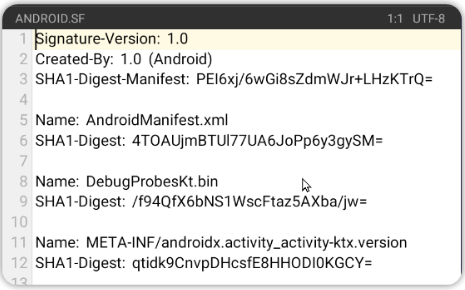 ANDROID.SF 1:1 UTF-8
1 Signature-Version: 1.0
2 Created-By: 1.0 (Android)
3 SHA1-Digest-Manifest: PEI6xj/6wGi8sZdmWJr+LHzKTrQ=
4
5 Name: AndroidManifest.xml
6 SHA1-Digest: 4TOAUjmBTUl77UA6JoPp6y3gySM=
7
8 Name: DebugProbesKt.bin
9 SHA1-Digest: /f94QfX6bNS1WscFtaz5AXba/jw=
10
11 Name: META-INF/androidx.activity_activity-ktx.version
12 SHA1-Digest: qtidk9CnvpDHcsfE8HHODI0KGCY=